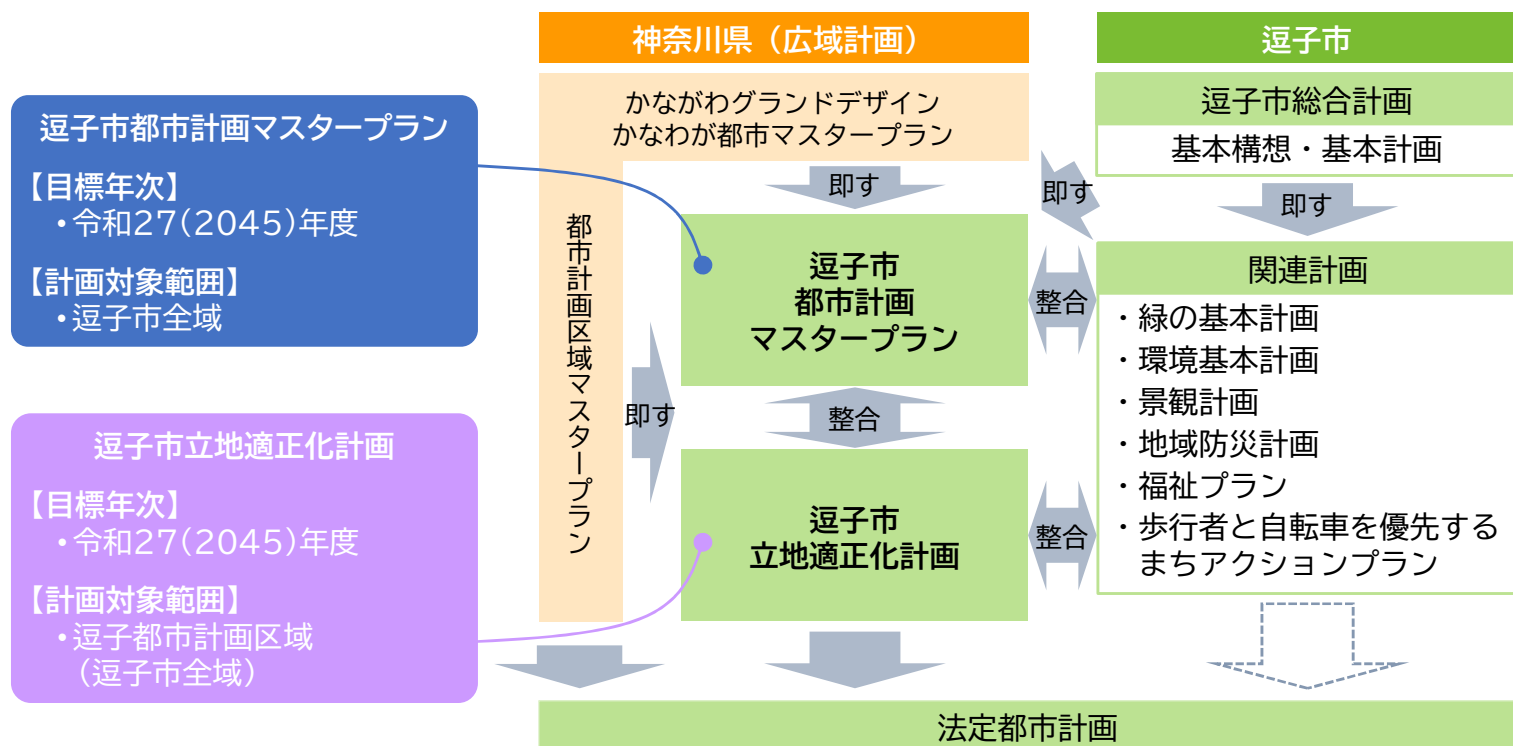 神奈川県（広域計画）
逗子市
かながわグランドデザイン
かなわが都市マスタープラン
逗子市総合計画
基本構想・基本計画
逗子市都市計画マスタープラン
【目標年次】
・令和27(2045)年度
【計画対象範囲】
・逗子市全域
即す
即す
即す
都市計画区域マスタープラン
逗子市
都市計画
マスタープラン
整合
関連計画
・緑の基本計画
・環境基本計画
・景観計画
・地域防災計画
・福祉プラン
・歩行者と自転車を優先する
まちアクションプラン
即す
整合
逗子市立地適正化計画
【目標年次】
・令和27(2045)年度
【計画対象範囲】
・逗子都市計画区域
（逗子市全域）
逗子市
立地適正化計画
整合
法定都市計画